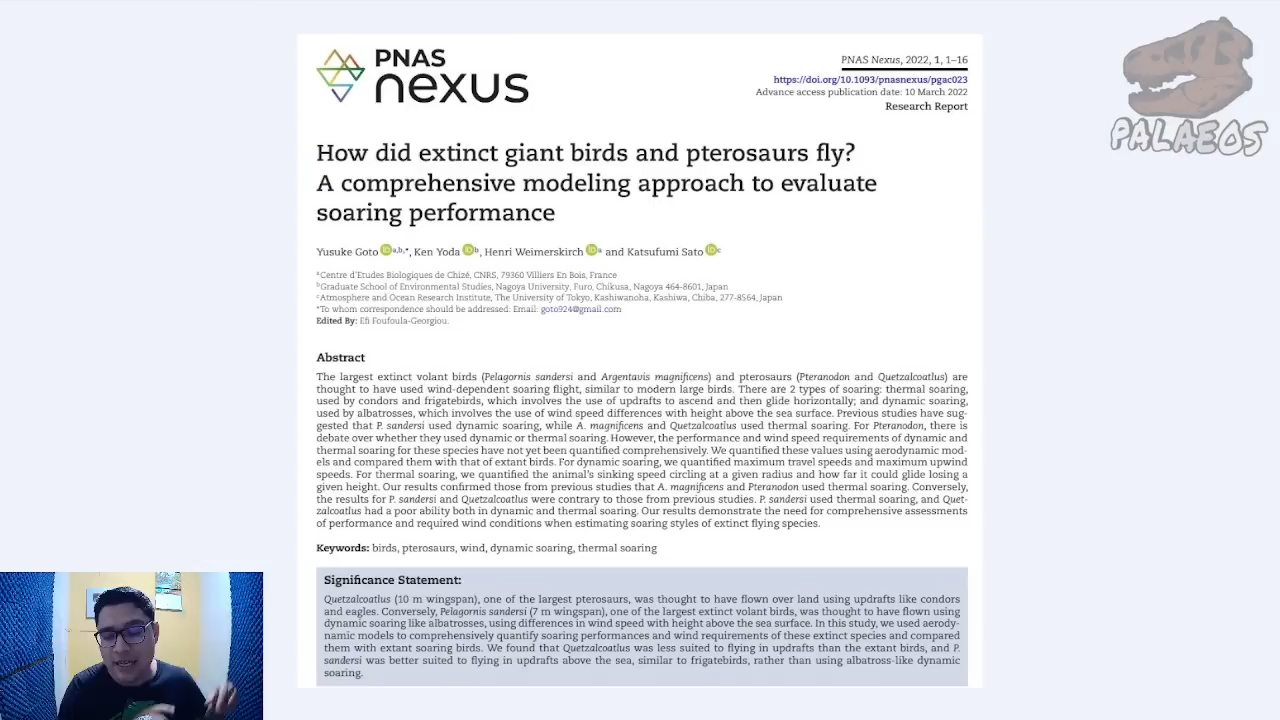 PNAS
nexus
PNAS Nexus, 2022, 1, 1–16
https://doi.org/10.1093/pnasnexus/pgac023
Advance access publication date: 10 March 2022
Research Report
PALAEOS
How did extinct giant birds and pterosaurs fly?
A comprehensive modeling approach to evaluate
soaring performance
Yusuke Goto a,b,*, Ken Yoda b, Henri Weimerskirch a and Katsufumi Sato c
a Centre d'Etudes Biologiques de Chizé, CNRS, 79360 Villiers En Bois, France
b Graduate School of Environmental Studies, Nagoya University, Furo, Chikusa, Nagoya 464-8601, Japan
c Atmosphere and Ocean Research Institute, The University of Tokyo, Kashiwanoha, Kashiwa, Chiba, 277-8564, Japan
*To whom correspondence should be addressed: Email: goto924@gmail.com
Edited By: Efi Foufoula-Georgiou.
Abstract
The largest extinct volant birds (Pelagornis sandersi and Argentavis magnificens) and pterosaurs (Pteranodon and Quetzalcoatlus) are
thought to have used wind-dependent soaring flight, similar to modern large birds. There are 2 types of soaring: thermal soaring,
used by condors and frigatebirds, which involves the use of updrafts to ascend and then glide horizontally; and dynamic soaring,
used by albatrosses, which involves the use of wind speed differences with height above the sea surface. Previous studies have sug-
gested that P. sandersi used dynamic soaring, while A. magnificens and Quetzalcoatlus used thermal soaring. For Pteranodon, there is
debate over whether they used dynamic or thermal soaring. However, the performance and wind speed requirements of dynamic and
thermal soaring for these species have not yet been quantified comprehensively. We quantified these values using aerodynamic mod-
els and compared them with that of extant birds. For dynamic soaring, we quantified maximum travel speeds and maximum upwind
speeds. For thermal soaring, we quantified the animal's sinking speed circling at a given radius and how far it could glide losing a
given height. Our results confirmed those from previous studies that A. magnificens and Pteranodon used thermal soaring. Conversely,
the results for P. sandersi and Quetzalcoatlus were contrary to those from previous studies. P. sandersi used thermal soaring, and Quet-
zalcoatlus had a poor ability both in dynamic and thermal soaring. Our results demonstrate the need for comprehensive assessments
of performance and required wind conditions when estimating soaring styles of extinct flying species.
Keywords: birds, pterosaurs, wind, dynamic soaring, thermal soaring
Significance Statement:
Quetzalcoatlus (10 m wingspan), one of the largest pterosaurs, was thought to have flown over land using updrafts like condors
and eagles. Conversely, Pelagornis sandersi (7 m wingspan), one of the largest extinct volant birds, was thought to have flown using
dynamic soaring like albatrosses, using differences in wind speed with height above the sea surface. In this study, we used aerody-
namic models to comprehensively quantify soaring performances and wind requirements of these extinct species and compared
them with extant soaring birds. We found that Quetzalcoatlus was less suited to flying in updrafts than the extant birds, and P.
sandersi was better suited to flying in updrafts above the sea, similar to frigatebirds, rather than using albatross-like dynamic
soaring.